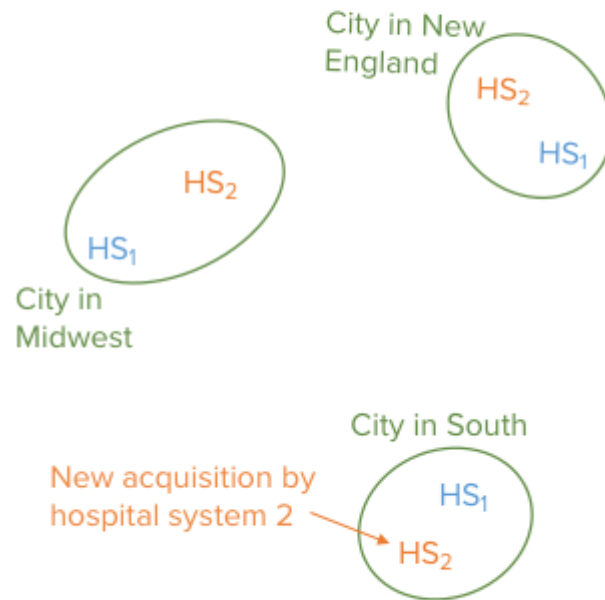 City in New
England
HS₂
HS₁
HS₂
HS₁
City in
Midwest
City in South
New acquisition by
hospital system 2
HS₁
HS₂